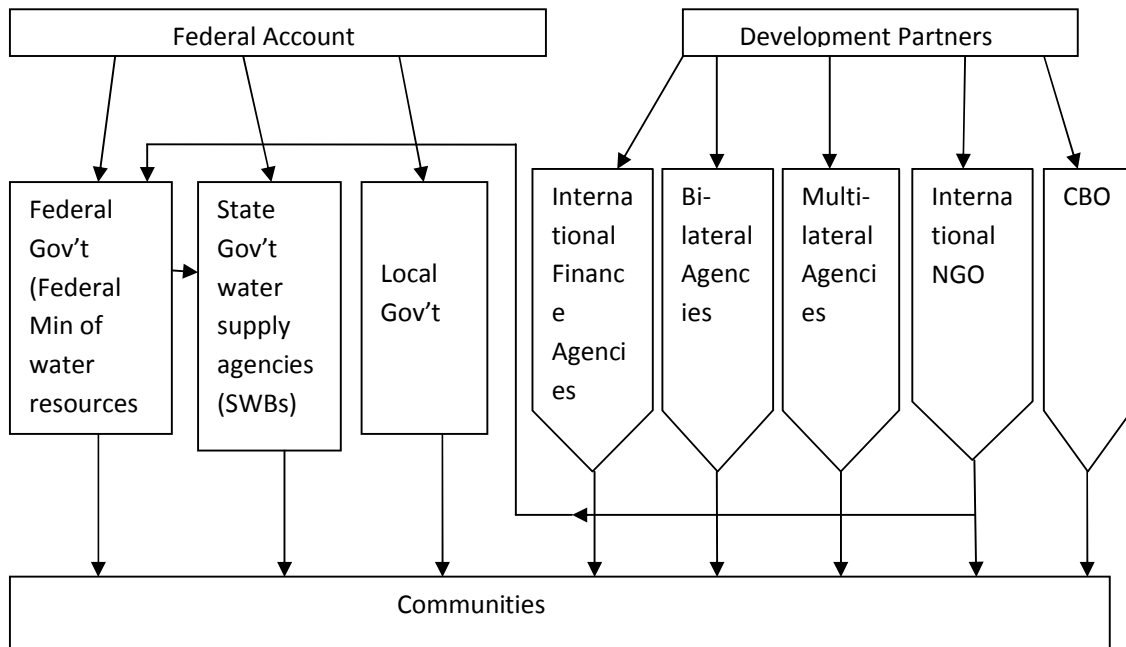 Federal Account
Development Partners
Federal
Gov’t
(Federal
Min of
water
resources
State
Gov’t
water
supply
agencies
(SWBs)
Local
Gov’t
Interna
tional
Financ
e
Agenci
es
Bi-
lateral
Agenc
ies
Multi-
lateral
Agenci
es
Interna
tional
NGO
CBO
Communities